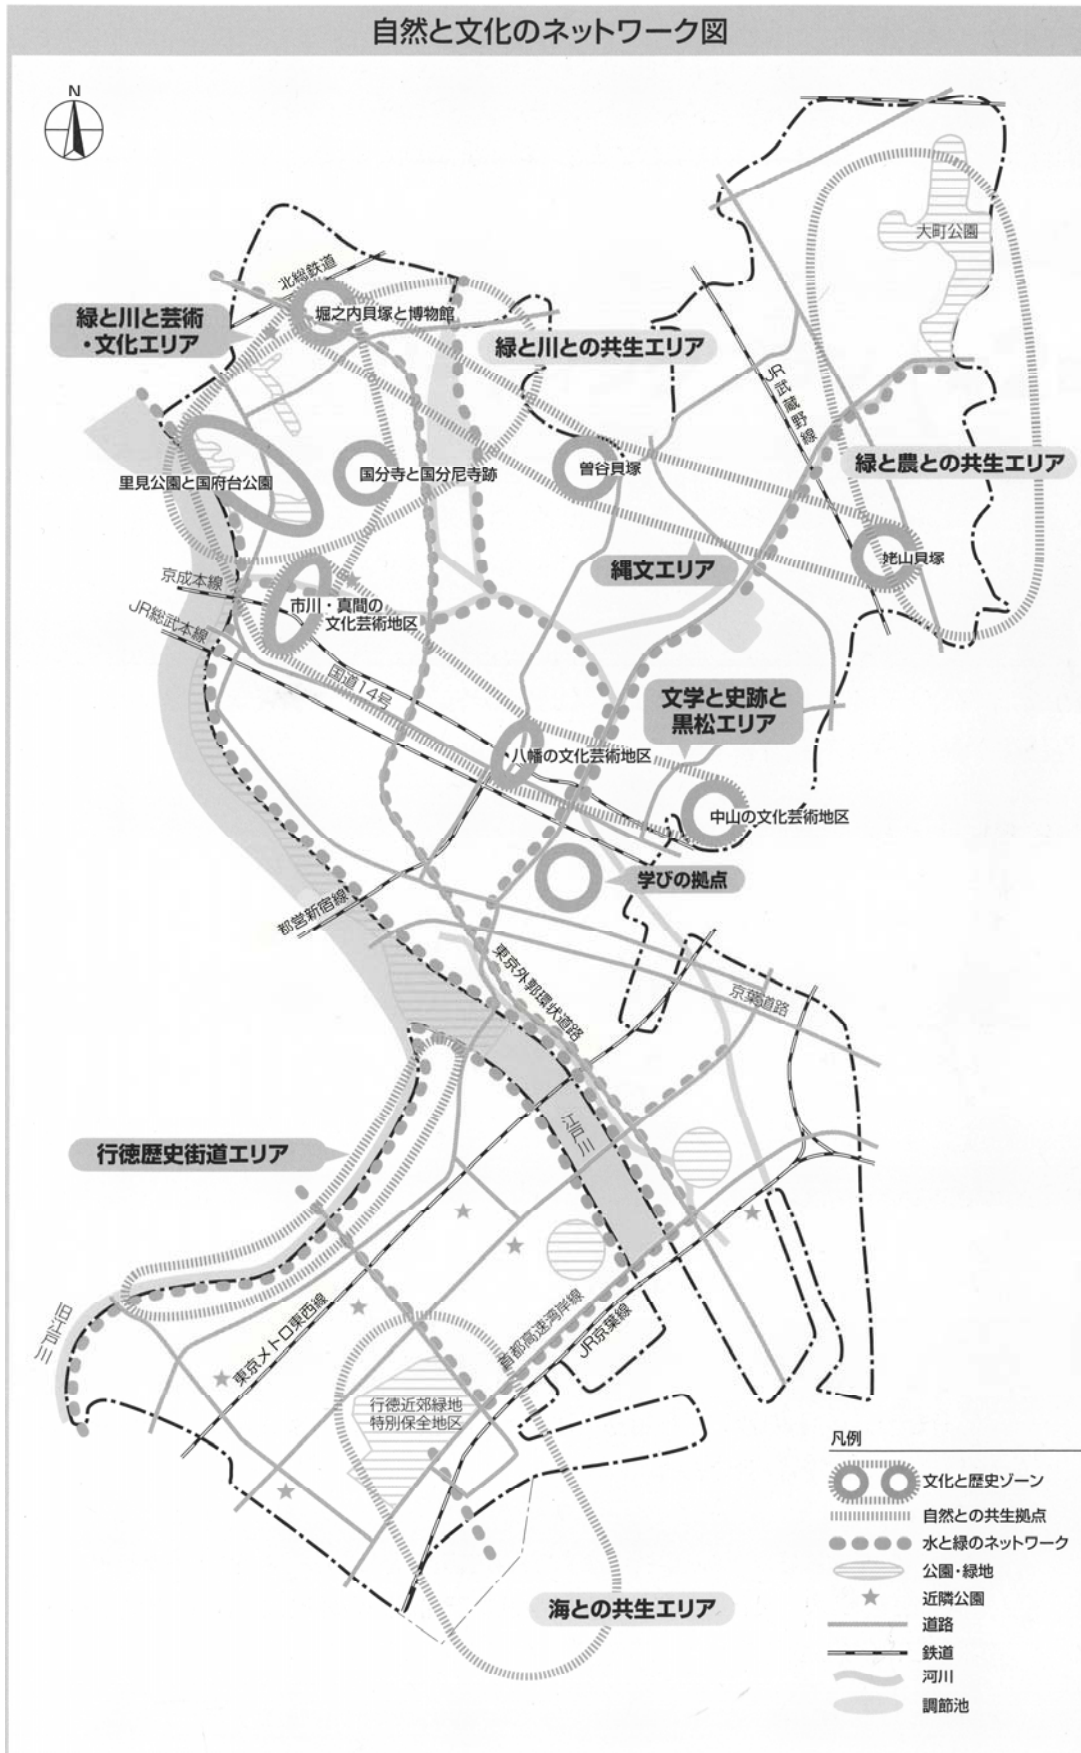 自然と文化のネットワーク図
N
北総鉄道
大町公園
堀之内貝塚と博物館
緑と川と芸術
・文化エリア
緑と川との共生エリア
JR武蔵野線
緑と農との共生エリア
里見公園と国府台公園
国分寺と国分尼寺跡
曽谷貝塚
姥山貝塚
縄文エリア
京成本線
市川・真間の
文化芸術地区
JR総武本線
国道14号
文学と史跡と
黒松エリア
八幡の文化芸術地区
中山の文化芸術地区
学びの拠点
都営新宿線
東京外郭環状道路
京葉道路
江戸川
行徳歴史街道エリア
旧江戸川
東京メトロ東西線
首都高速湾岸線
JR京葉線
行徳近郊緑地
特別保全地区
海との共生エリア
凡例
文化と歴史ゾーン
自然との共生拠点
水と緑のネットワーク
公園・緑地
近隣公園
道路
鉄道
河川
調節池